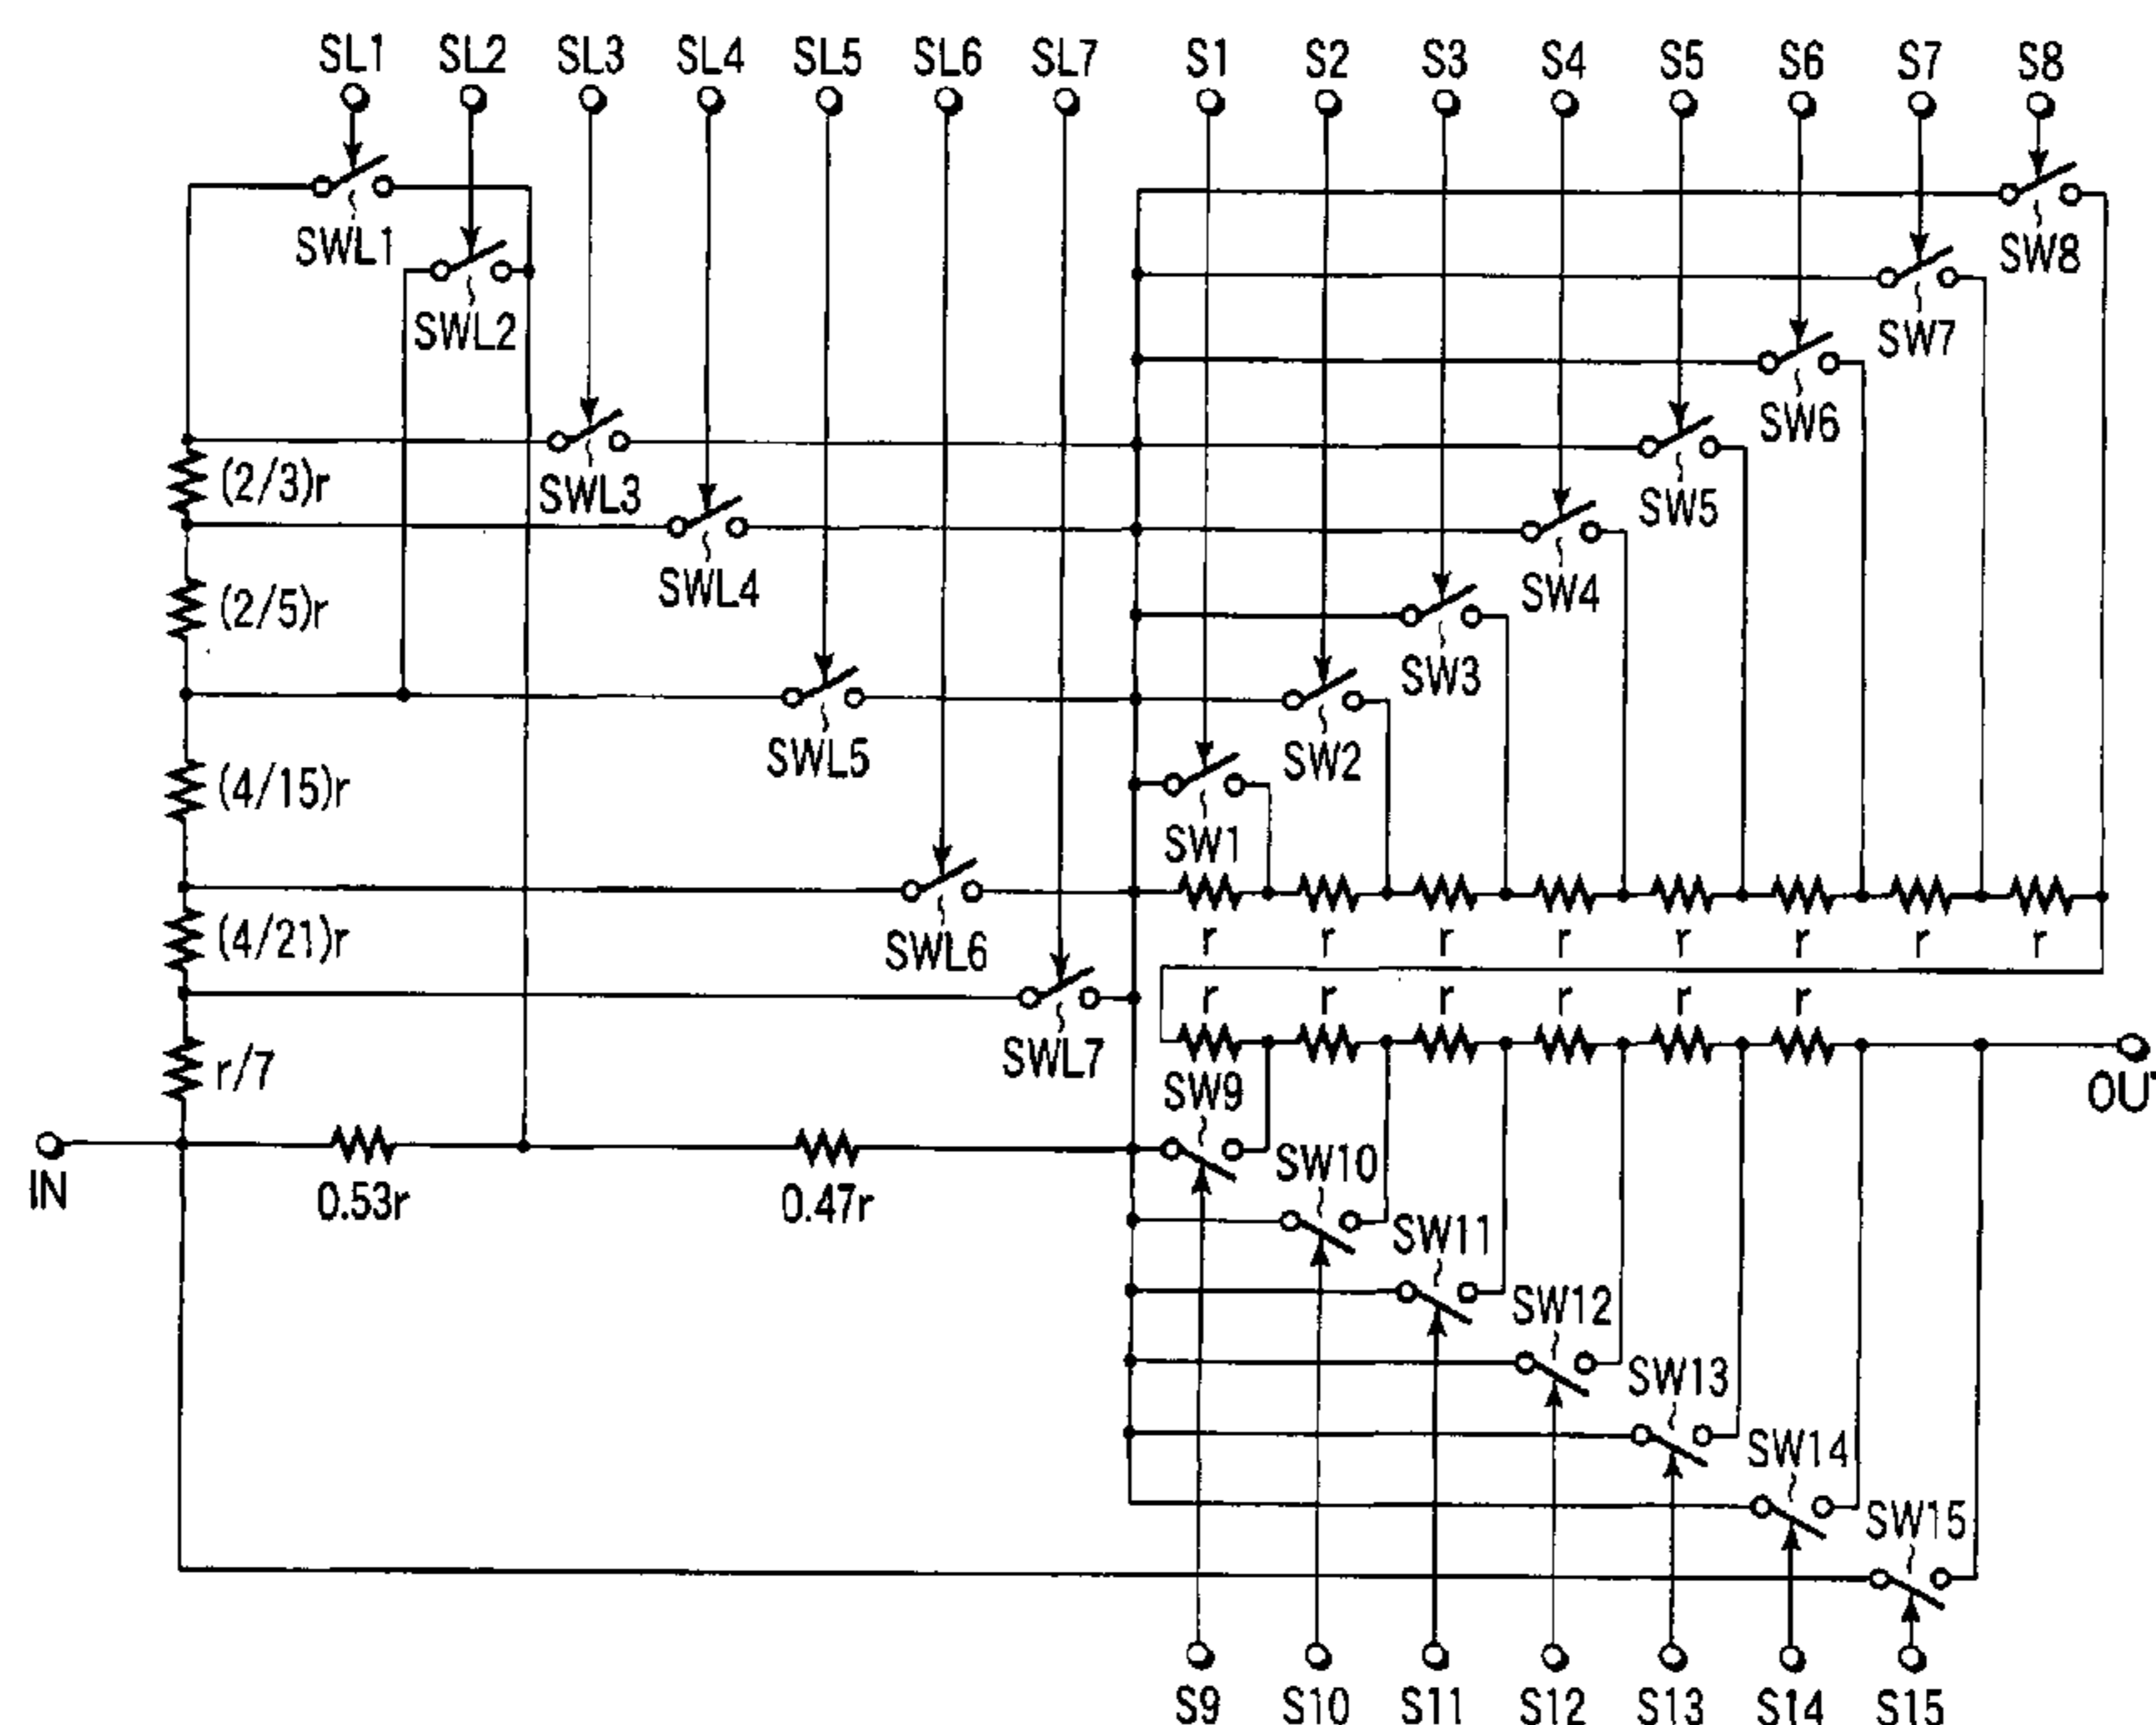 SL1 SL2 SL3 SL4 SL5 SL6 SL7 S1 S2 S3 S4 S5 S6 S7 S8
SWL1
SW8
SWL2
SW7
SW6
(2/3)r
SWL3
SW5
SWL4
SW4
(2/5)r
SW3
SWL5
SW2
(4/15)r
SW1
(4/21)r
SWL6
r r r r r r r r
r r r r r r
SWL7
r/7
SW9
OUT
IN
0.53r
0.47r
SW10
SW11
SW12
SW13
SW14
SW15
S9 S10 S11 S12 S13 S14 S15